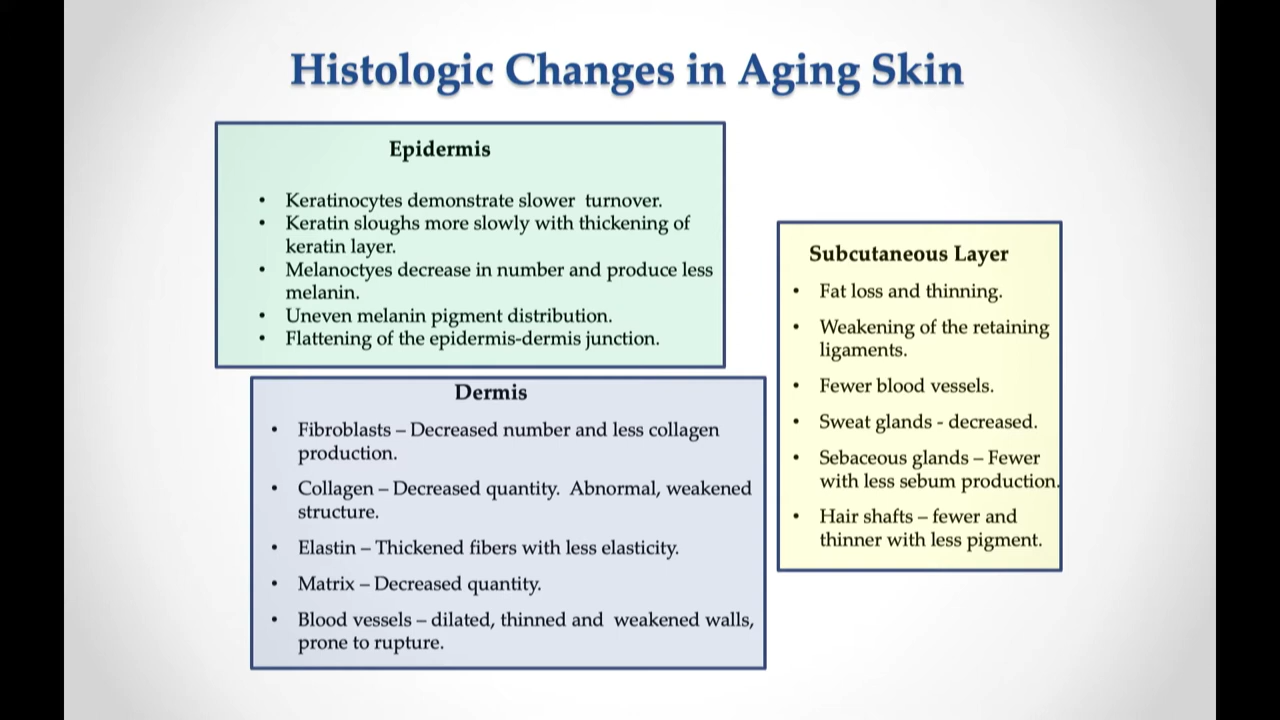 Histologic Changes in Aging Skin
Epidermis
• Keratinocytes demonstrate slower turnover.
• Keratin sloughs more slowly with thickening of
keratin layer.
• Melanoctyes decrease in number and produce less
melanin.
• Uneven melanin pigment distribution.
• Flattening of the epidermis-dermis junction.
Dermis
• Fibroblasts – Decreased number and less collagen
production.
• Collagen – Decreased quantity. Abnormal, weakened
structure.
• Elastin – Thickened fibers with less elasticity.
• Matrix – Decreased quantity.
• Blood vessels – dilated, thinned and weakened walls,
prone to rupture.
Subcutaneous Layer
• Fat loss and thinning.
• Weakening of the retaining
ligaments.
• Fewer blood vessels.
• Sweat glands - decreased.
• Sebaceous glands – Fewer
with less sebum production.
• Hair shafts – fewer and
thinner with less pigment.